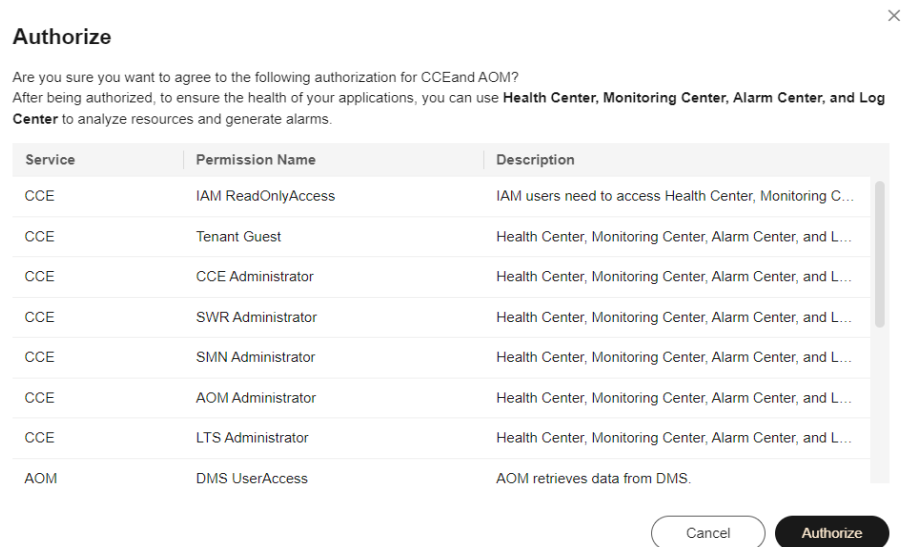 Authorize
Are you sure you want to agree to the following authorization for CCEand AOM?
After being authorized, to ensure the health of your applications, you can use Health Center, Monitoring Center, Alarm Center, and Log
Center to analyze resources and generate alarms.
Service Permission Name Description
CCE IAM ReadOnlyAccess IAM users need to access Health Center, Monitoring C...
CCE Tenant Guest Health Center, Monitoring Center, Alarm Center, and L...
CCE CCE Administrator Health Center, Monitoring Center, Alarm Center, and L...
CCE SWR Administrator Health Center, Monitoring Center, Alarm Center, and L...
CCE SMN Administrator Health Center, Monitoring Center, Alarm Center, and L...
CCE AOM Administrator Health Center, Monitoring Center, Alarm Center, and L...
CCE LTS Administrator Health Center, Monitoring Center, Alarm Center, and L...
AOM DMS UserAccess AOM retrieves data from DMS.
Cancel Authorize